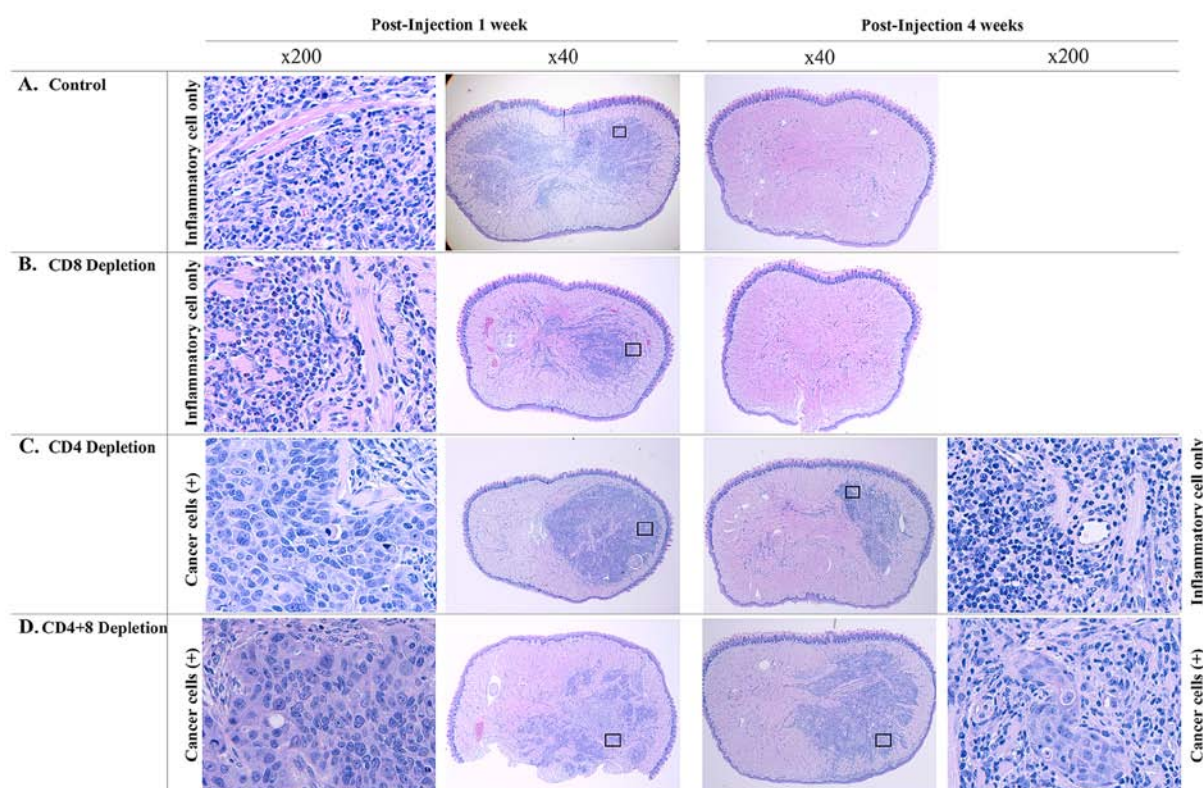 Post-Injection 1 week
Post-Injection 4 weeks
x200
x40
x40
x200
A. Control
Inflammatory cell only
B. CD8 Depletion
Inflammatory cell only
C. CD4 Depletion
Cancer cells (+)
Inflammatory cell only
D. CD4+8 Depletion
Cancer cells (+)
Cancer cells (+)